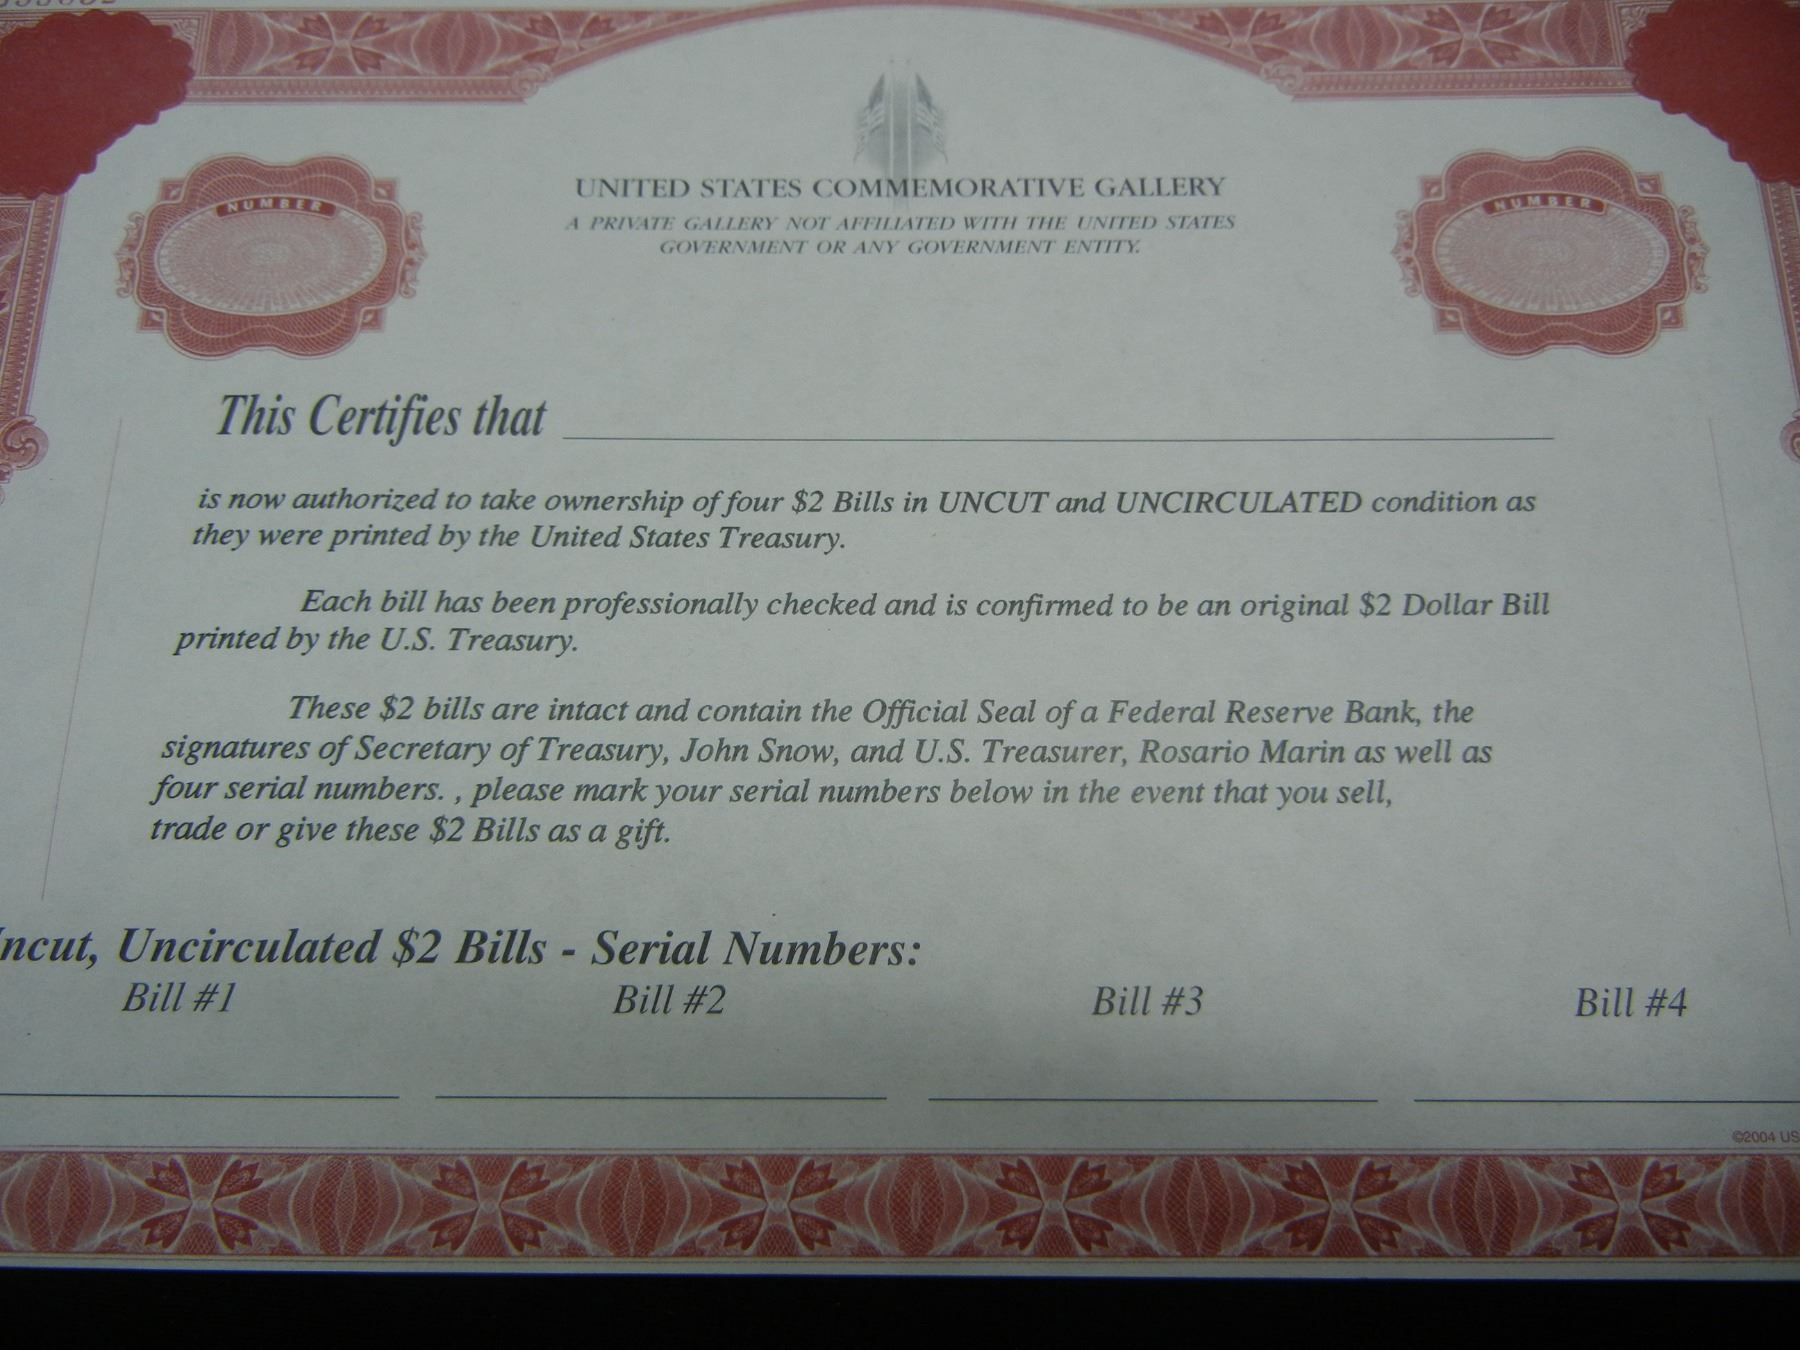 NUMBER
NUMBER
UNITED STATES COMMEMORATIVE GALLERY
A PRIVATE GALLERY NOT AFFILIATED WITH THE UNITED STATES
GOVERNMENT OR ANY GOVERNMENT ENTITY.
This Certifies that
is now authorized to take ownership of four $2 Bills in UNCUT and UNCIRCULATED condition as
they were printed by the United States Treasury.
Each bill has been professionally checked and is confirmed to be an original $2 Dollar Bill
printed by the U.S. Treasury.
These $2 bills are intact and contain the Official Seal of a Federal Reserve Bank, the
signatures of Secretary of Treasury, John Snow, and U.S. Treasurer, Rosario Marin as well as
four serial numbers. , please mark your serial numbers below in the event that you sell,
trade or give these $2 Bills as a gift.
ncut, Uncirculated $2 Bills - Serial Numbers:
Bill #1 Bill #2 Bill #3 Bill #4
©2004 US